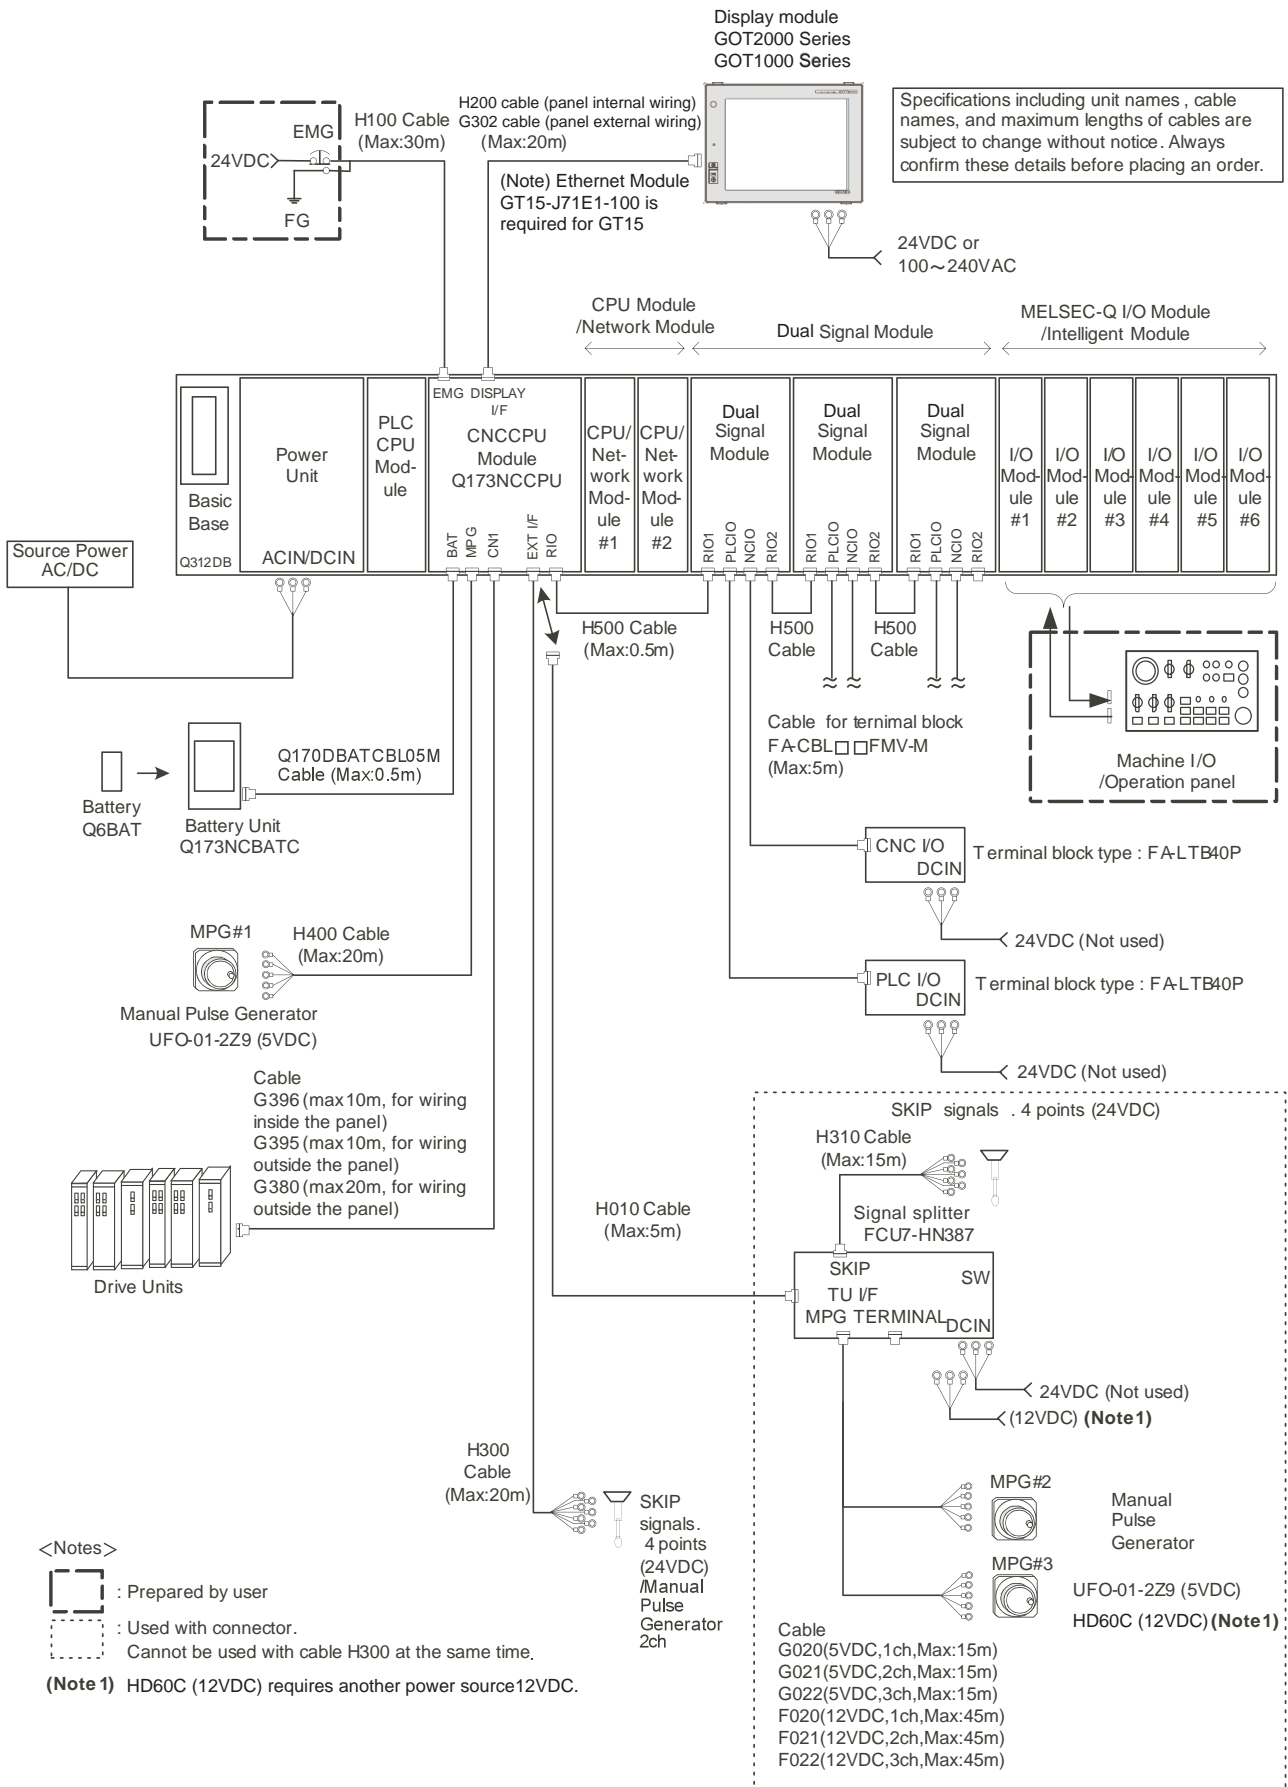 Display module
GOT2000 Series
GOT1000 Series
H200 cable (panel internal wiring)
G302 cable (panel external wiring)
(Max:20m)
(Note) Ethernet Module
GT15-J71E1-100 is
required for GT15
H100 Cable
(Max:30m)
EMG
24VDC
FG
Specifications including unit names , cable
names, and maximum lengths of cables are
subject to change without notice. Always
confirm these details before placing an order.
24VDC or
100～240VAC
CPU Module
/Network Module
Dual Signal Module
MELSEC-Q I/O Module
/Intelligent Module
Basic
Base
Q312DB
Power
Unit
ACIN/DCIN
PLC
CPU
Mod-
ule
EMG DISPLAY
I/F
CNCCPU
Module
Q173NCCPU
BAT
MPG
CN1
EXT I/F
RIO
CPU/
Net-
work
Mod-
ule
#1
CPU/
Net-
work
Mod-
ule
#2
Dual
Signal
Module
RIO1
PLCIO
NCIO
RIO2
Dual
Signal
Module
RIO1
PLCIO
NCIO
RIO2
Dual
Signal
Module
RIO1
PLCIO
NCIO
RIO2
I/O
Mod-
ule
#1
I/O
Mod-
ule
#2
I/O
Mod-
ule
#3
I/O
Mod-
ule
#4
I/O
Mod-
ule
#5
I/O
Mod-
ule
#6
Source Power
AC/DC
H500 Cable
(Max:0.5m)
H500
Cable
H500
Cable
Cable for ternimal block
FA-CBL□□FMV-M
(Max:5m)
Machine I/O
/Operation panel
Q170DBATCBL05M
Cable (Max:0.5m)
Battery
Q6BAT
Battery Unit
Q173NCBATC
CNC I/O
DCIN
Terminal block type : FA-LTB40P
24VDC (Not used)
PLC I/O
DCIN
Terminal block type : FA-LTB40P
24VDC (Not used)
MPG#1
H400 Cable
(Max:20m)
Manual Pulse Generator
UFO-01-2Z9 (5VDC)
Cable
G396 (max10m, for wiring
inside the panel)
G395 (max10m, for wiring
outside the panel)
G380 (max20m, for wiring
outside the panel)
Drive Units
H010 Cable
(Max:5m)
SKIP signals . 4 points (24VDC)
H310 Cable
(Max:15m)
Signal splitter
FCU7-HN387
SKIP
SW
TU I/F
MPG TERMINAL
DCIN
24VDC (Not used)
(12VDC) (Note1)
H300
Cable
(Max:20m)
SKIP
signals.
4 points
(24VDC)
/Manual
Pulse
Generator
2ch
MPG#2
Manual
Pulse
Generator
MPG#3
UFO-01-2Z9 (5VDC)
HD60C (12VDC) (Note1)
Cable
G020(5VDC,1ch,Max:15m)
G021(5VDC,2ch,Max:15m)
G022(5VDC,3ch,Max:15m)
F020(12VDC,1ch,Max:45m)
F021(12VDC,2ch,Max:45m)
F022(12VDC,3ch,Max:45m)
<Notes>
: Prepared by user
: Used with connector.
Cannot be used with cable H300 at the same time.
(Note 1) HD60C (12VDC) requires another power source12VDC.